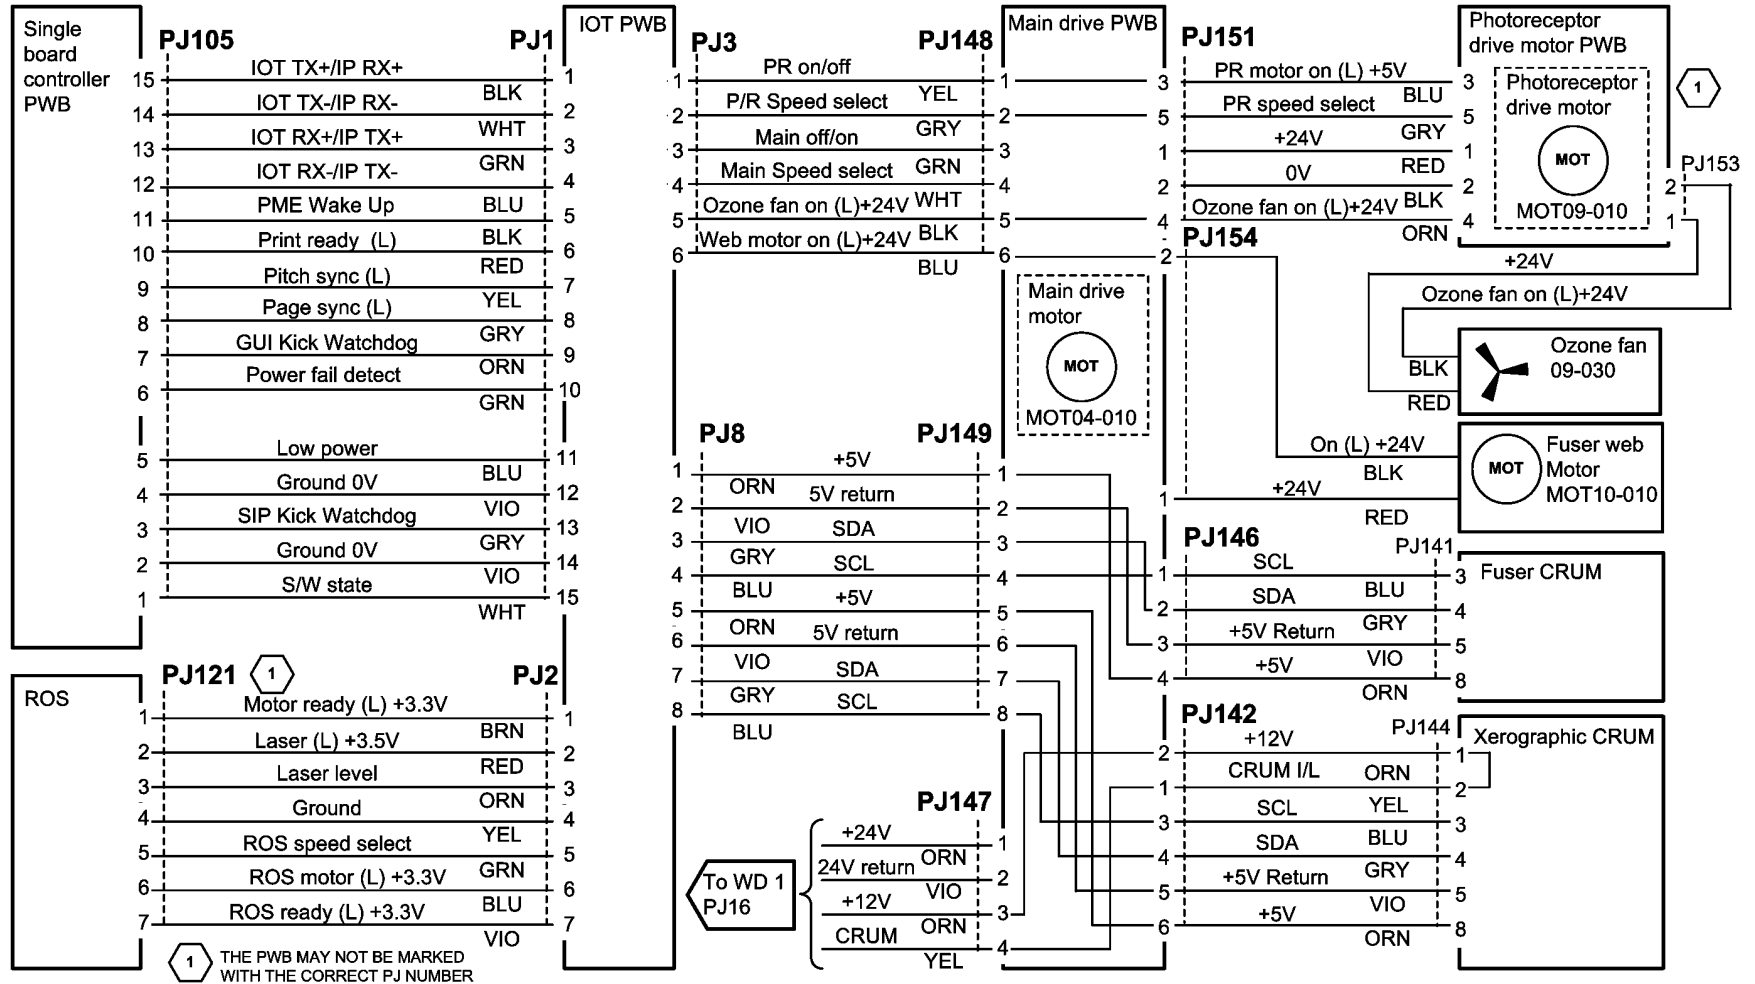 Single
board
controller
PWB
PJ105
PJ1
15 IOT TX+/IP RX+ 1
BLK
14 IOT TX-/IP RX- 2
WHT
13 IOT RX+/IP TX+ 3
GRN
12 IOT RX-/IP TX- 4
11 PME Wake Up BLU 5
10 Print ready (L) BLK 6
RED
9 Pitch sync (L) 7
YEL
8 Page sync (L) 8
GRY
7 GUI Kick Watchdog 9
ORN
6 Power fail detect 10
GRN
5 Low power 11
BLU
4 Ground 0V 12
VIO
3 SIP Kick Watchdog 13
GRY
2 Ground 0V 14
VIO
1 S/W state 15
WHT
ROS
PJ121
1
PJ2
1 Motor ready (L) +3.3V 1
BRN
2 Laser (L) +3.5V 2
RED
3 Laser level 3
ORN
4 Ground 4
YEL
5 ROS speed select 5
GRN
6 ROS motor (L) +3.3V 6
BLU
7 ROS ready (L) +3.3V 7
VIO
1
THE PWB MAY NOT BE MARKED
WITH THE CORRECT PJ NUMBER
IOT PWB
PJ3
PJ148
1 PR on/off 1
YEL
2 P/R Speed select 2
GRY
3 Main off/on 3
GRN
4 Main Speed select 4
WHT
5 Ozone fan on (L)+24V 5
BLK
6 Web motor on (L)+24V 6
BLU
PJ8
PJ149
1 +5V 1
ORN
2 5V return 2
VIO
3 SDA 3
GRY
4 SCL 4
BLU
5 +5V 5
ORN
6 5V return 6
VIO
7 SDA 7
GRY
8 SCL 8
BLU
PJ147
To WD 1
PJ16
+24V 1
ORN
24V return 2
VIO
+12V 3
ORN
CRUM 4
YEL
Main drive PWB
Main drive
motor
MOT
MOT04-010
PJ151
3 PR motor on (L) +5V 3
BLU
5 PR speed select 5
GRY
1 +24V 1
RED
2 0V 2
BLK
4 Ozone fan on (L)+24V 4
ORN
Photoreceptor
drive motor PWB
Photoreceptor
drive motor
MOT
MOT09-010
1
PJ153
2
1
PJ154
2
+24V
Ozone fan on (L)+24V
BLK
RED
Ozone fan
09-030
On (L) +24V
BLK
1 +24V
RED
MOT
Fuser web
Motor
MOT10-010
PJ146
PJ141
Fuser CRUM
1 SCL 3
BLU
2 SDA 4
GRY
3 +5V Return 5
VIO
4 +5V 8
ORN
PJ142
PJ144
Xerographic CRUM
2 +12V 1
ORN
1 CRUM I/L 2
YEL
3 SCL 3
BLU
4 SDA 4
GRY
5 +5V Return 5
VIO
6 +5V 8
ORN